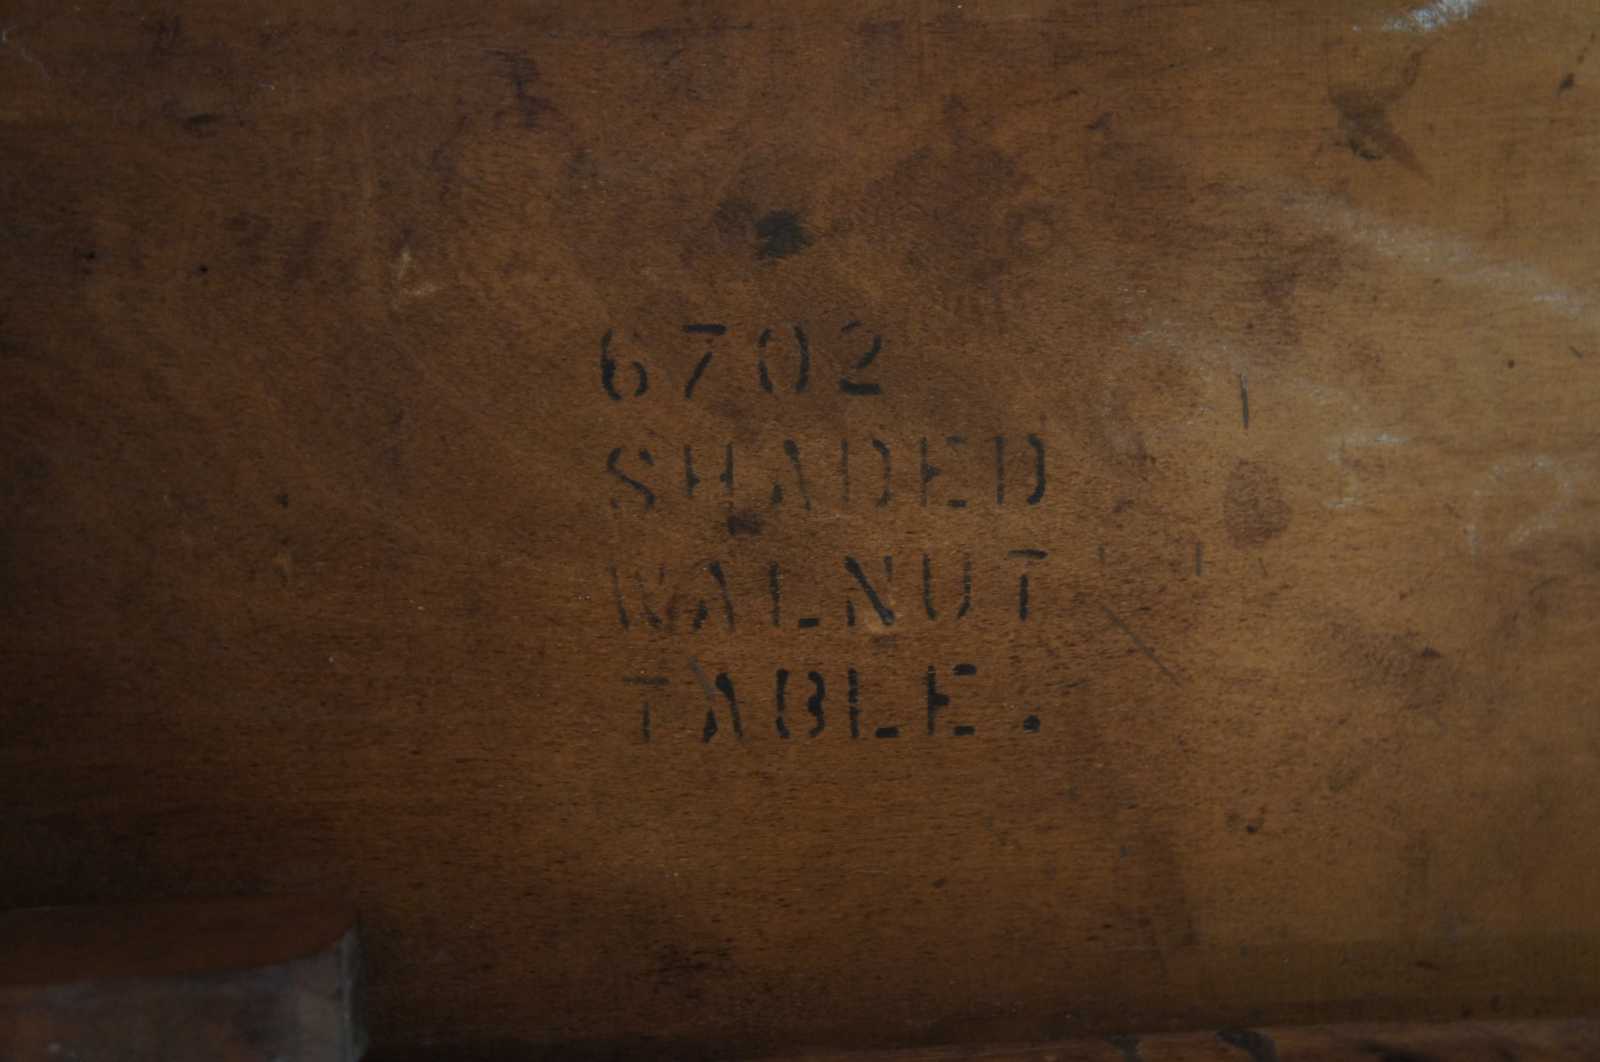 6702
SHADED
WALNUT
TABLE.